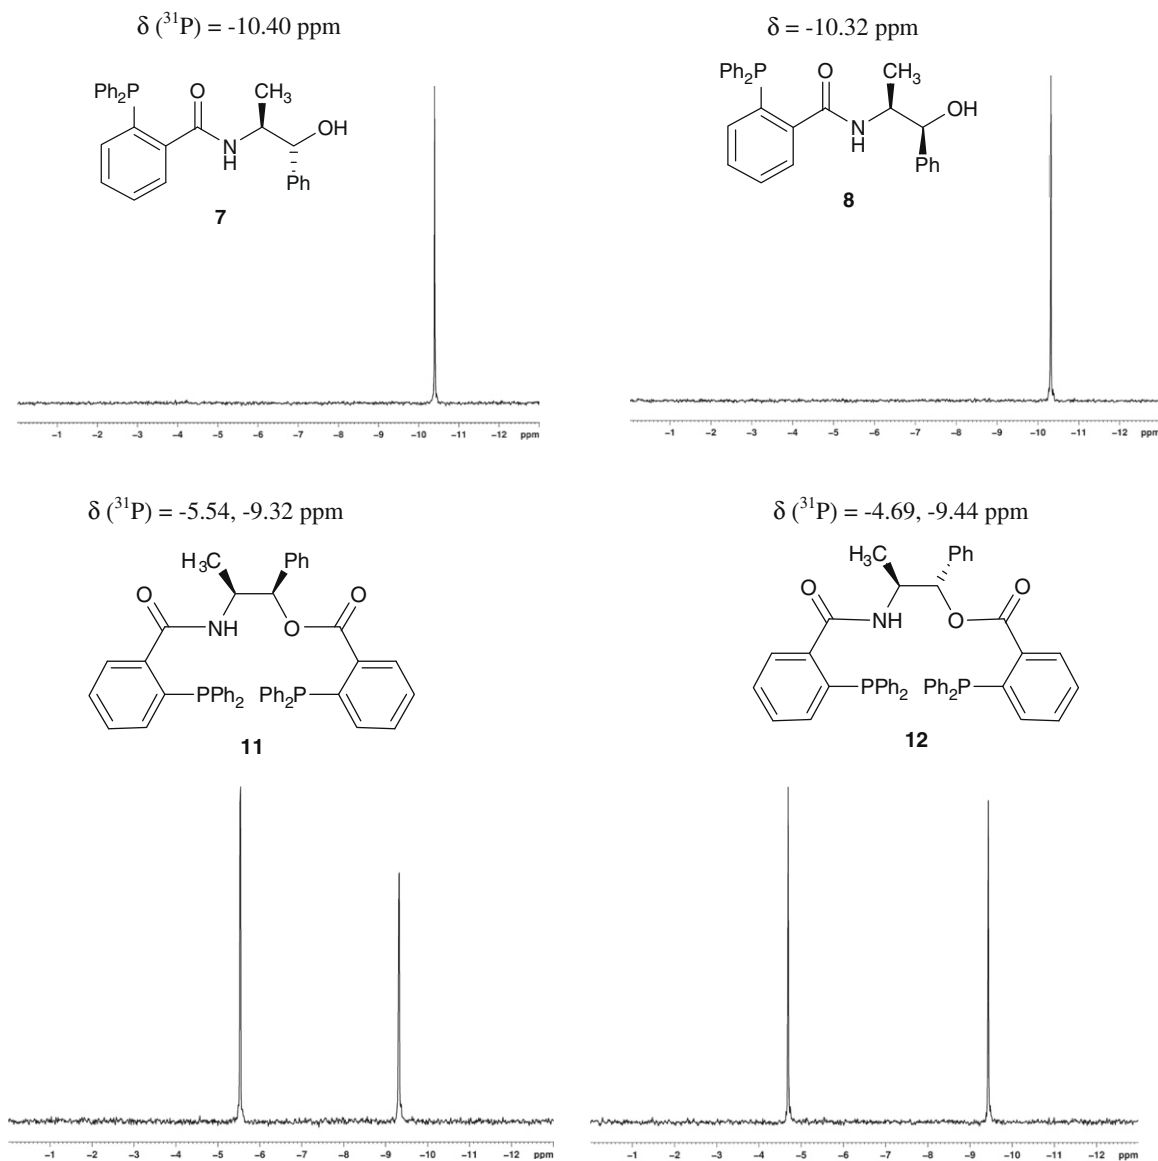 δ (³¹P) = -10.40 ppm
δ = -10.32 ppm
Ph₂P O CH₃
OH
N
H
Ph
7
Ph₂P O CH₃
OH
N
H
Ph
8
-1 -2 -3 -4 -5 -6 -7 -8 -9 -10 -11 -12 ppm
-1 -2 -3 -4 -5 -6 -7 -8 -9 -10 -11 -12 ppm
δ (³¹P) = -5.54, -9.32 ppm
δ (³¹P) = -4.69, -9.44 ppm
H₃C Ph
O O
NH O
PPh₂ Ph₂P
11
H₃C Ph
O O
NH O
PPh₂ Ph₂P
12
-1 -2 -3 -4 -5 -6 -7 -8 -9 -10 -11 -12 ppm
-1 -2 -3 -4 -5 -6 -7 -8 -9 -10 -11 -12 ppm